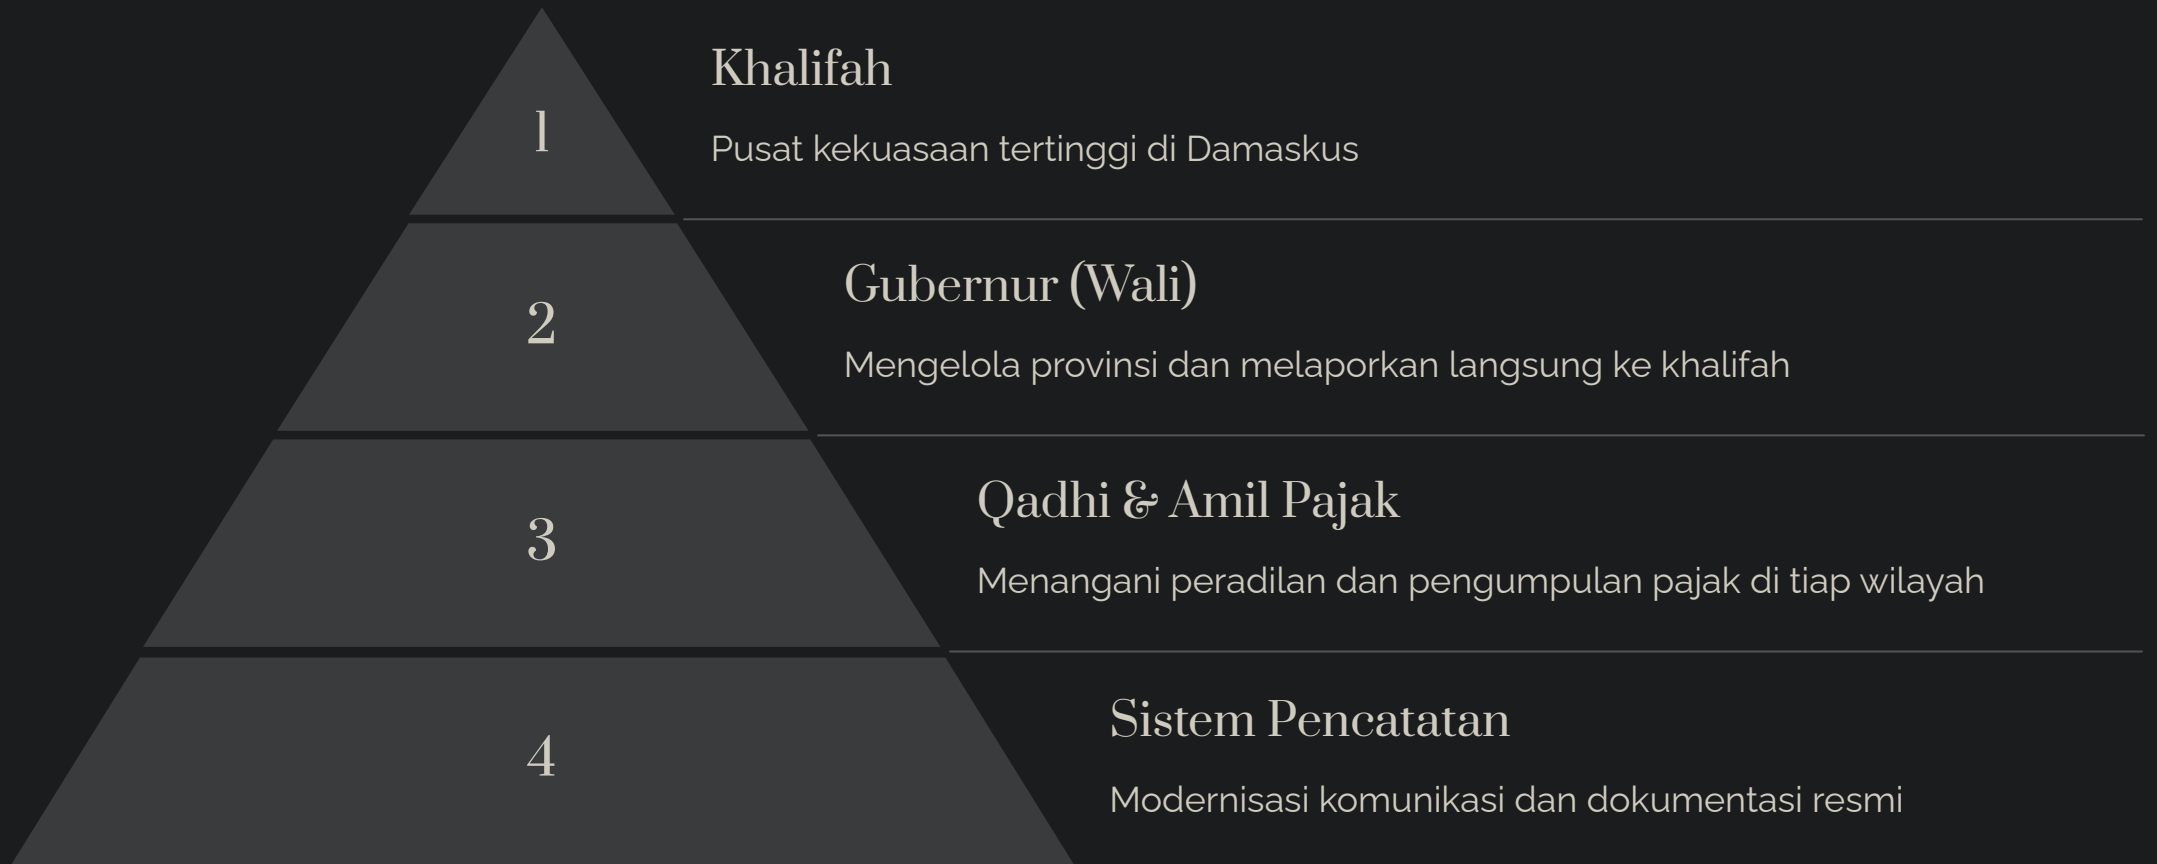 1
Khalifah
Pusat kekuasaan tertinggi di Damaskus
2
Gubernur (Wali)
Mengelola provinsi dan melaporkan langsung ke khalifah
3
Qadhi & Amil Pajak
Menangani peradilan dan pengumpulan pajak di tiap wilayah
4
Sistem Pencatatan
Modernisasi komunikasi dan dokumentasi resmi